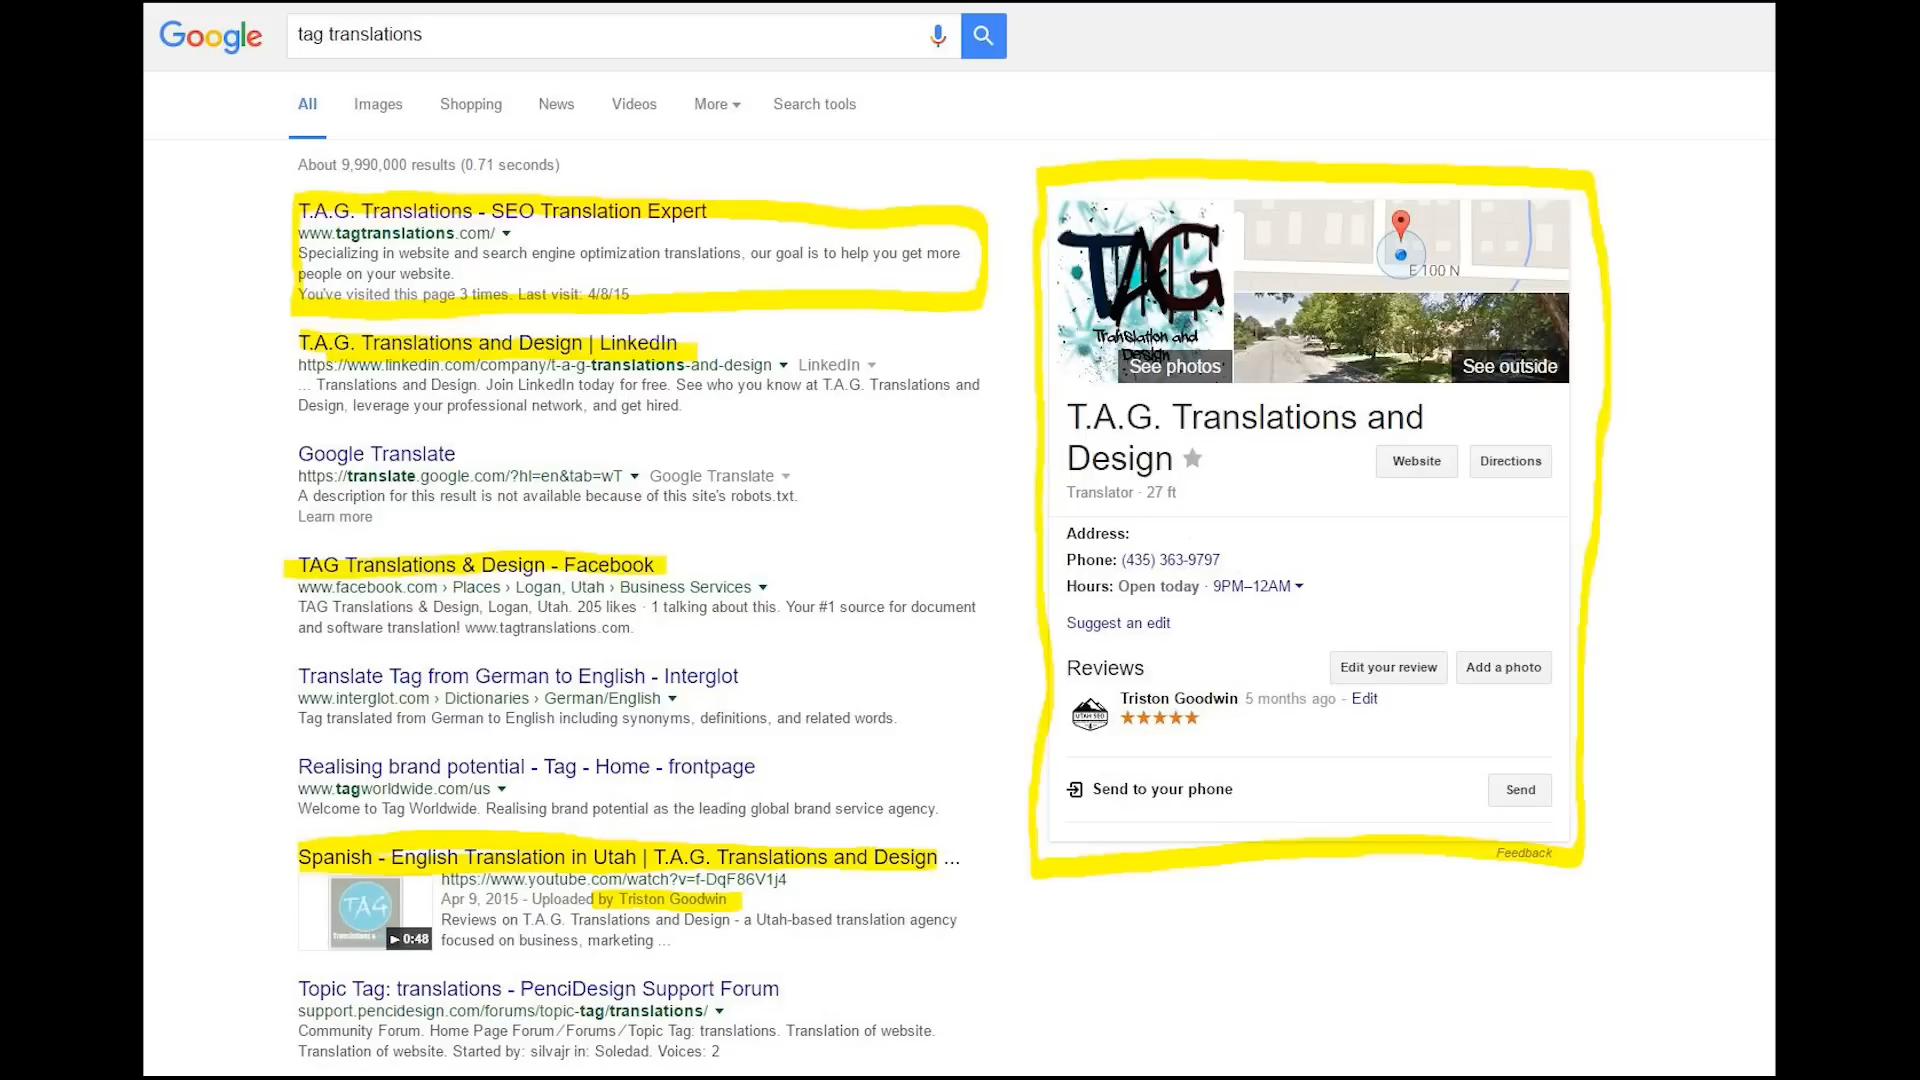 Google
tag translations
All Images Shopping News Videos More Search tools
About 9,990,000 results (0.71 seconds)
T.A.G. Translations - SEO Translation Expert
www.tagtranslations.com/
Specializing in website and search engine optimization translations, our goal is to help you get more
people on your website.
You've visited this page 3 times. Last visit: 4/8/15
T.A.G. Translations and Design | LinkedIn
https://www.linkedin.com/company/t-a-g-translations-and-design LinkedIn
... Translations and Design. Join LinkedIn today for free. See who you know at T.A.G. Translations and
Design, leverage your professional network, and get hired.
Google Translate
https://translate.google.com/?hl=en&tab=wT Google Translate
A description for this result is not available because of this site's robots.txt.
Learn more
TAG Translations & Design - Facebook
www.facebook.com › Places › Logan, Utah › Business Services
TAG Translations & Design, Logan, Utah. 205 likes · 1 talking about this. Your #1 source for document
and software translation! www.tagtranslations.com.
Translate Tag from German to English - Interglot
www.interglot.com › Dictionaries › German/English
Tag translated from German to English including synonyms, definitions, and related words.
Realising brand potential - Tag - Home - frontpage
www.tagworldwide.com/us
Welcome to Tag Worldwide. Realising brand potential as the leading global brand service agency.
Spanish - English Translation in Utah | T.A.G. Translations and Design ...
https://www.youtube.com/watch?v=f-DqF86V1j4
Apr 9, 2015 - Uploaded by Triston Goodwin
Reviews on T.A.G. Translations and Design - a Utah-based translation agency
focused on business, marketing ...
TAG
0:48
Topic Tag: translations - PenciDesign Support Forum
support.pencidesign.com/forums/topic-tag/translations/
Community Forum. Home Page Forum/Forums/Topic Tag: translations. Translation of website.
Translation of website. Started by: silvajr in: Soledad. Voices: 2
TAG
Translation and
Design
See photos
E 100 N
See outside
T.A.G. Translations and
Design
Website Directions
Translator · 27 ft
Address:
Phone: (435) 363-9797
Hours: Open today · 9PM–12AM
Suggest an edit
Reviews Edit your review Add a photo
UTAH SEO
Triston Goodwin 5 months ago - Edit
Send to your phone Send
Feedback